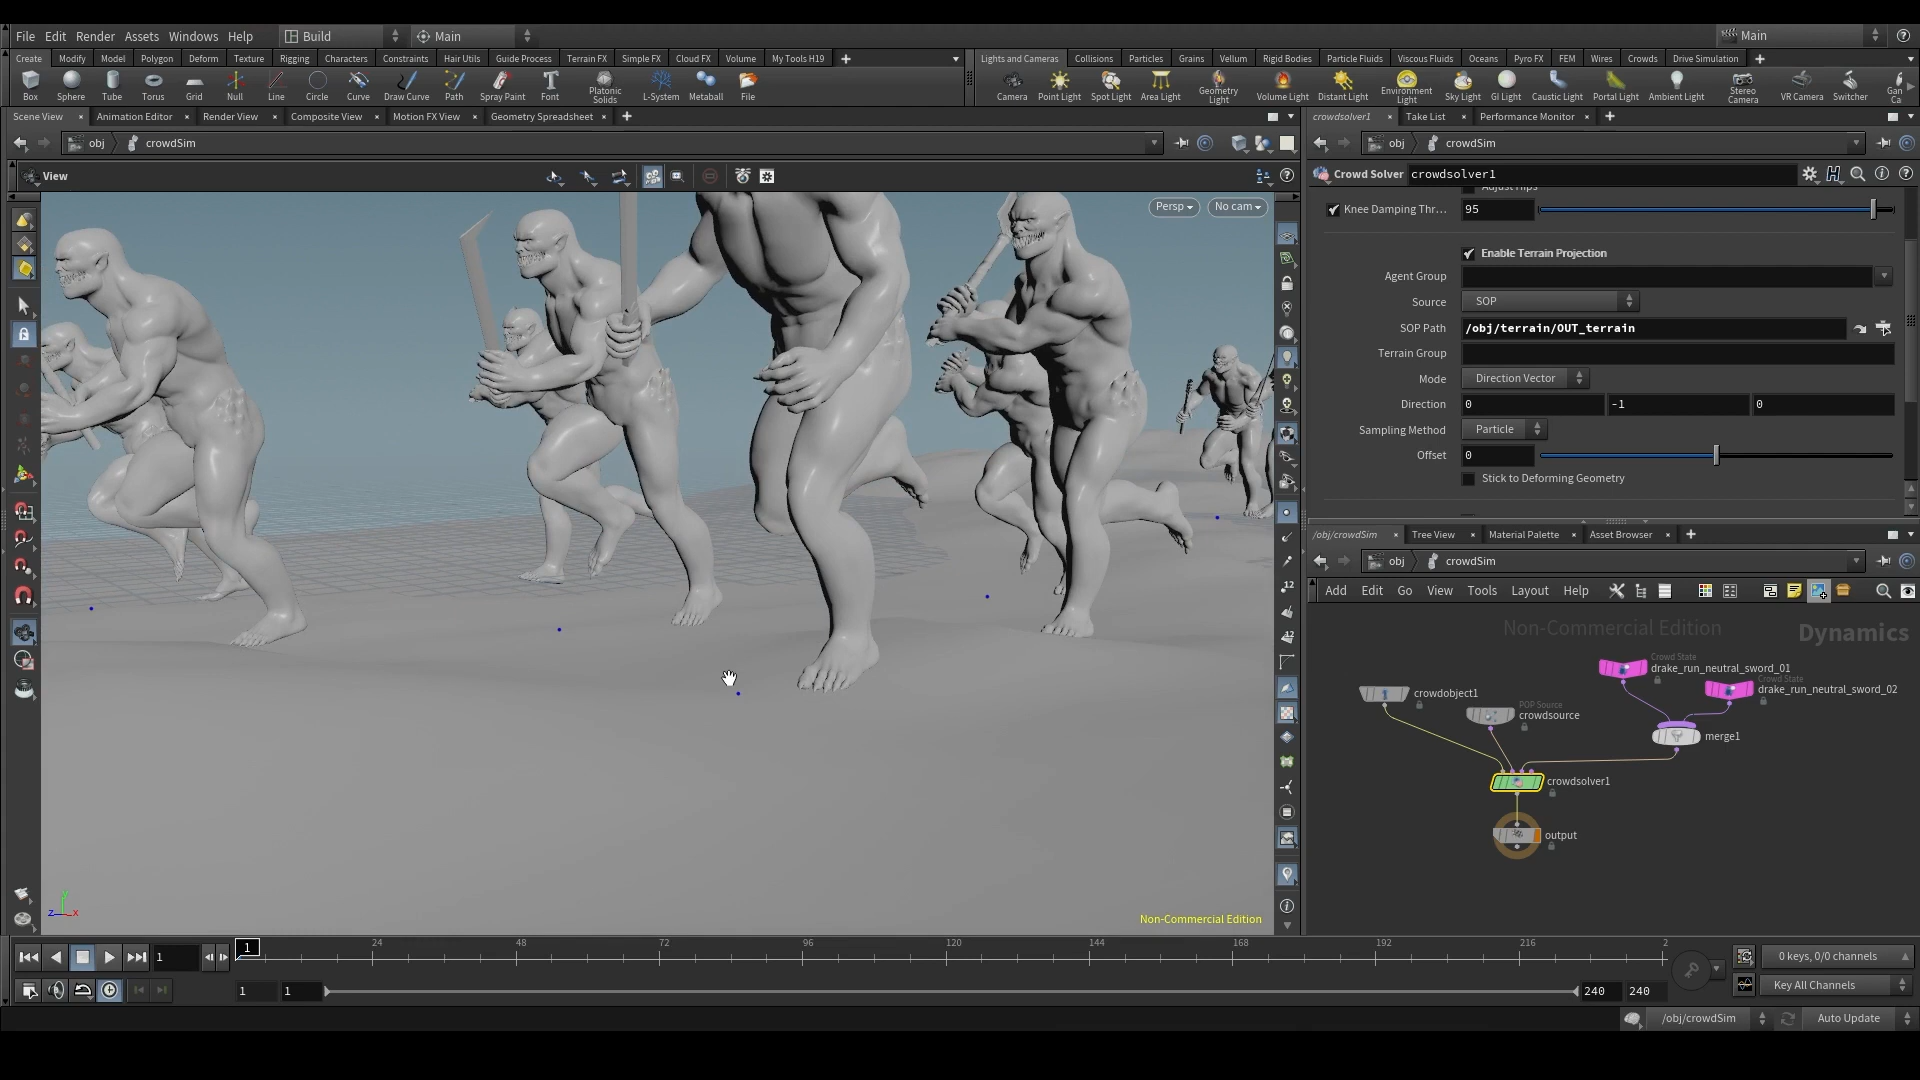 File Edit Render Assets Windows Help Build Main Main
Create Modify Model Polygon Deform Texture Rigging Characters Constraints Hair Utils Guide Process Terrain FX Simple FX Cloud FX Volume My Tools H19 Lights and Cameras Collisions Particles Grains Vellum Rigid Bodies Particle Fluids Viscous Fluids Oceans Pyro FX FEM Wires Crowds Drive Simulation
Box Sphere Tube Torus Grid Null Line Circle Curve Draw Curve Path Spray Paint Font Platonic Solids L-System Metaball File Camera Point Light Spot Light Area Light Geometry Light Volume Light Distant Light Environment Light Sky Light GI Light Caustic Light Portal Light Ambient Light Stereo Camera VR Camera Switcher Gan Ca
Scene View Animation Editor Render View Composite View Motion FX View Geometry Spreadsheet crowdsolver1 Take List Performance Monitor
obj crowdSim obj crowdSim
View Crowd Solver crowdsolver1
Adjust Hips
Persp No cam Knee Damping Thr... 95
Enable Terrain Projection
Agent Group
Source SOP
SOP Path /obj/terrain/OUT_terrain
Terrain Group
Mode Direction Vector
Direction 0 -1 0
Sampling Method Particle
Offset 0
Stick to Deforming Geometry
/obj/crowdSim Tree View Material Palette Asset Browser
obj crowdSim
Add Edit Go View Tools Layout Help
Non-Commercial Edition Dynamics
Crowd State
drake_run_neutral_sword_01
Crowd State
drake_run_neutral_sword_02
crowdobject1
POP Source
crowdsource
merge1
crowdsolver1
output
12
12
z x
Non-Commercial Edition
1 1 24 48 72 96 120 144 168 192 216 2 0 keys, 0/0 channels
1 1 240 240 Key All Channels
/obj/crowdSim Auto Update